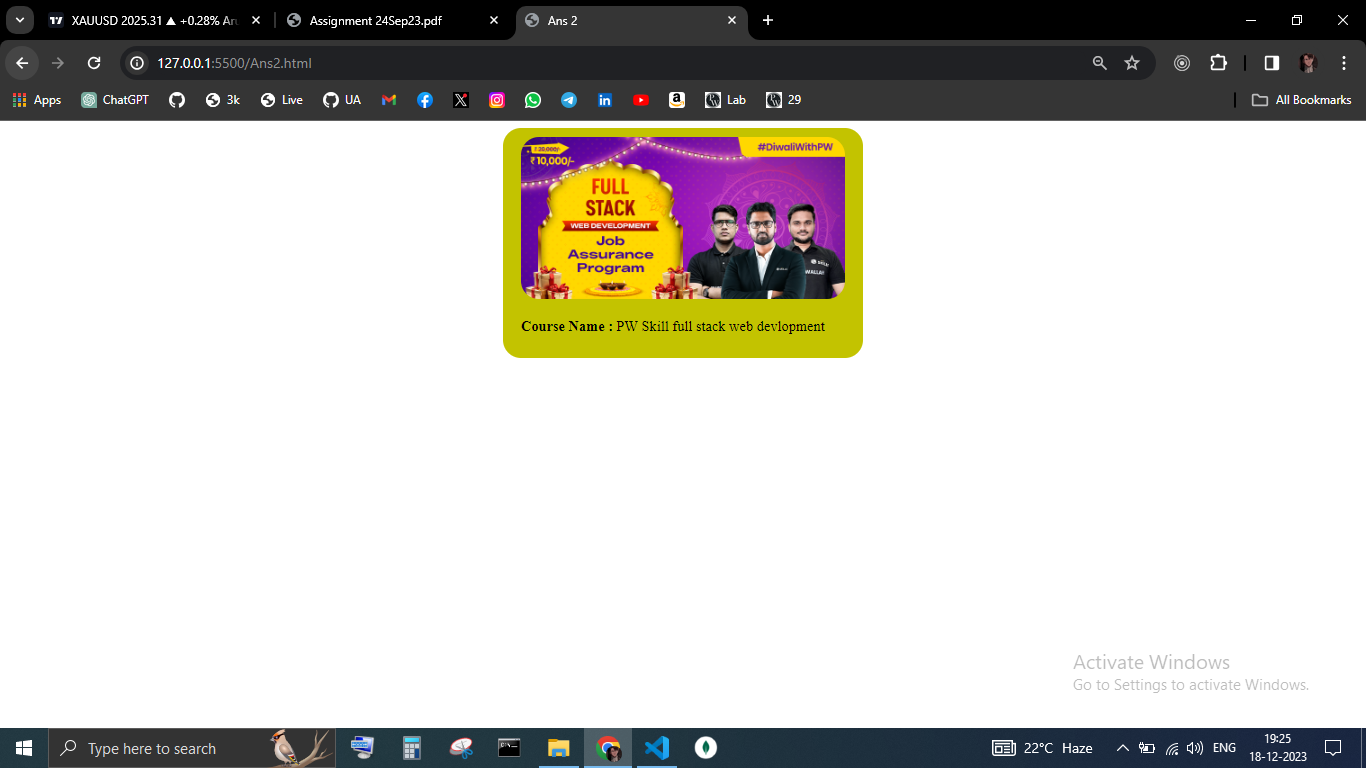 XAUUSD 2025.31 ▲ +0.28%
Assignment 24Sep23.pdf
Ans 2
127.0.0.1:5500/Ans2.html
Apps
ChatGPT
3k
Live
UA
Lab
29
All Bookmarks
₹ 20,000/-
₹ 10,000/-
#DiwaliWithPW
FULL
STACK
WEB DEVELOPMENT
Job
Assurance
Program
Course Name : PW Skill full stack web devlopment
Activate Windows
Go to Settings to activate Windows.
Type here to search
22°C Haze
ENG
19:25
18-12-2023